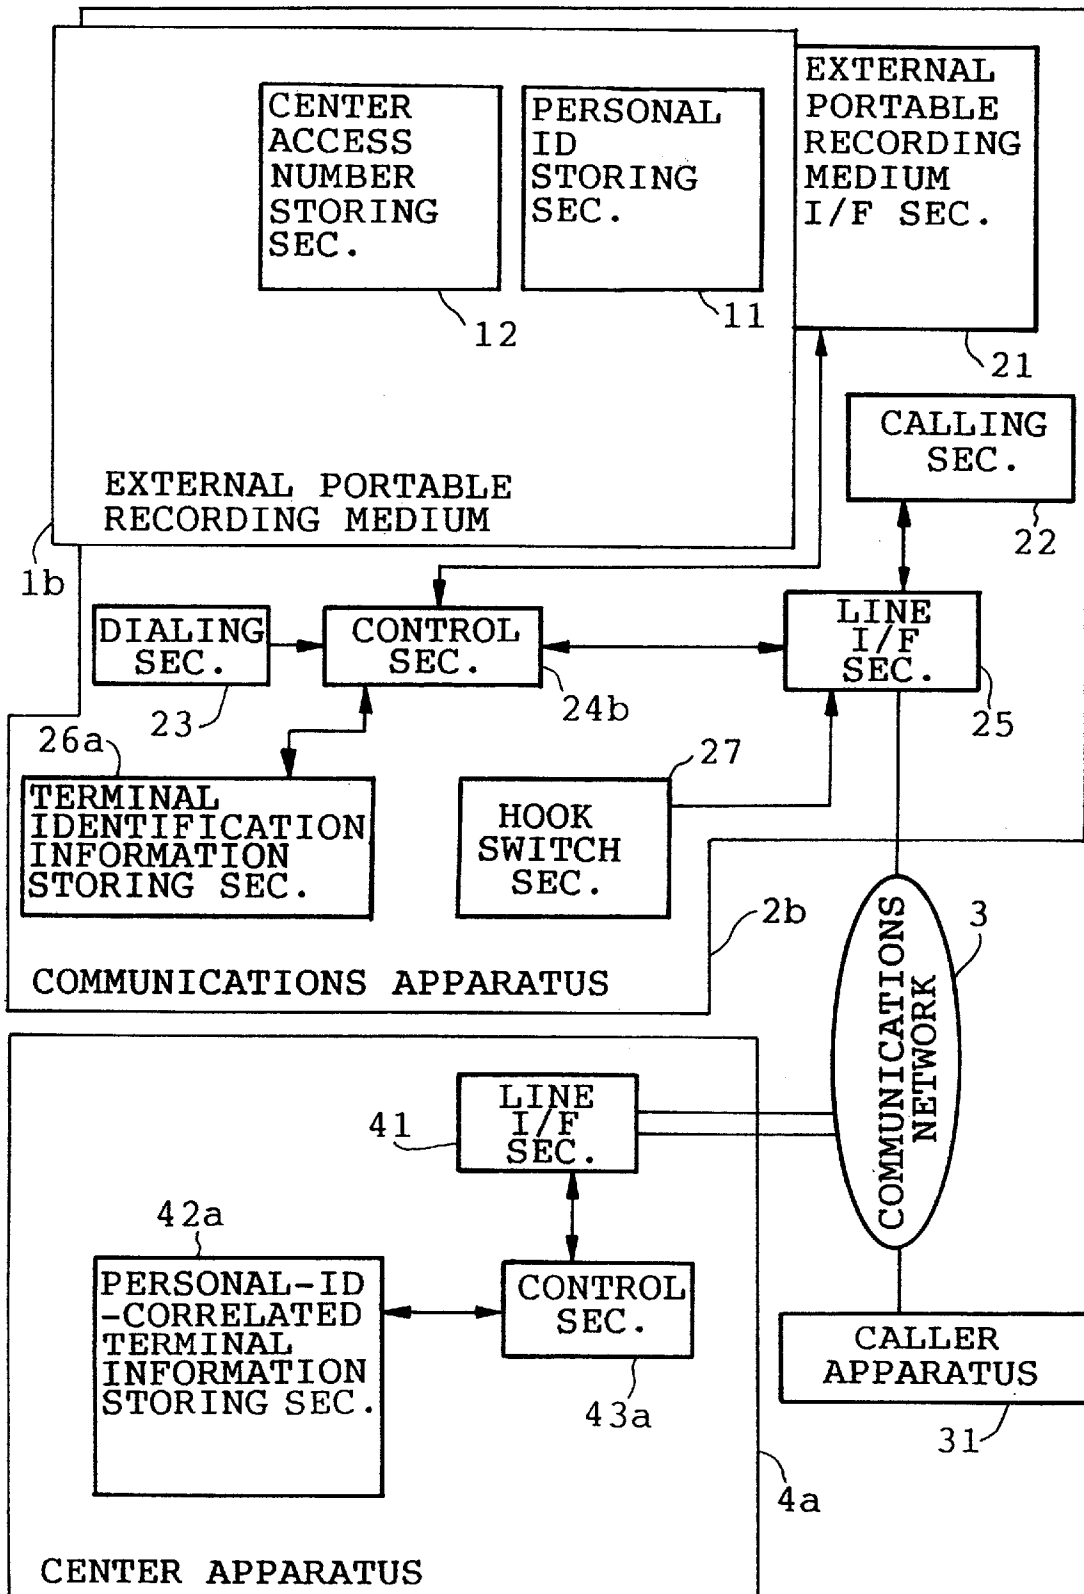 CENTER
ACCESS
NUMBER
STORING
SEC.
12
PERSONAL
ID
STORING
SEC.
11
EXTERNAL
PORTABLE
RECORDING
MEDIUM
I/F SEC.
21
CALLING
SEC.
22
EXTERNAL PORTABLE
RECORDING MEDIUM
1b
DIALING
SEC.
23
CONTROL
SEC.
24b
LINE
I/F
SEC.
25
26a
TERMINAL
IDENTIFICATION
INFORMATION
STORING SEC.
27
HOOK
SWITCH
SEC.
2b
COMMUNICATIONS APPARATUS
3
COMMUNICATIONS
NETWORK
LINE
I/F
SEC.
41
42a
PERSONAL-ID
-CORRELATED
TERMINAL
INFORMATION
STORING SEC.
CONTROL
SEC.
43a
CALLER
APPARATUS
31
4a
CENTER APPARATUS